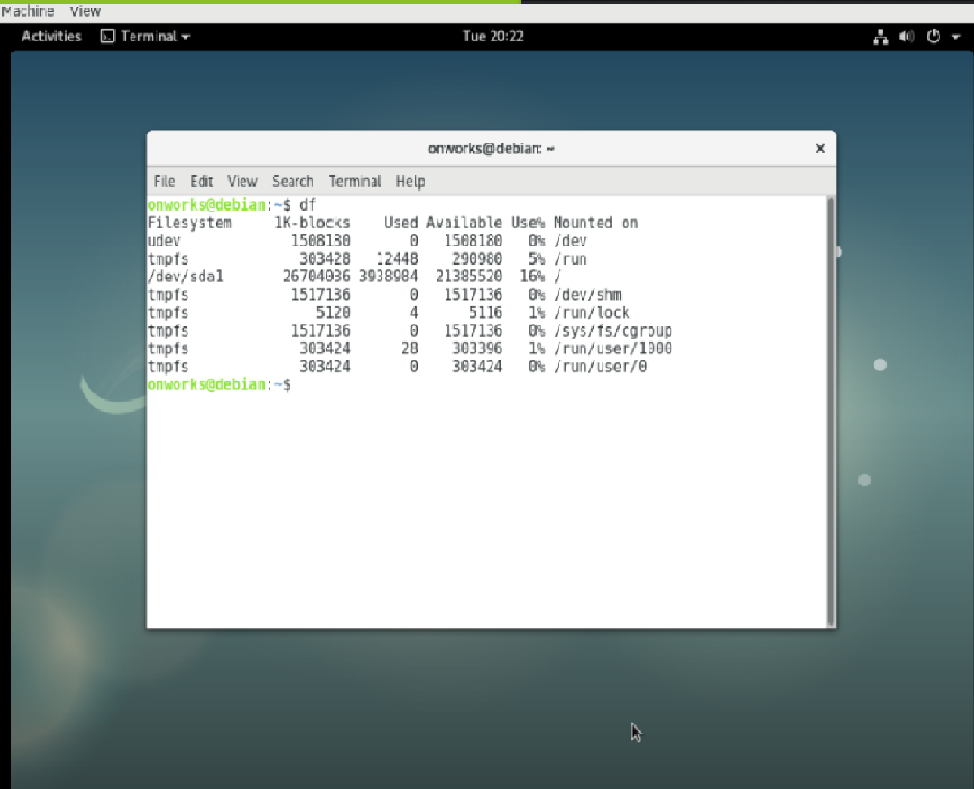 Machine View
Activities Terminal Tue 20:22
onworks@debian: ~
File Edit View Search Terminal Help
onworks@debian:~$ df
Filesystem 1K-blocks Used Available Use% Mounted on
udev 1508180 0 1508180 0% /dev
tmpfs 303428 12448 290980 5% /run
/dev/sda1 26704036 3938984 21385520 16% /
tmpfs 1517136 0 1517136 0% /dev/shm
tmpfs 5120 4 5116 1% /run/lock
tmpfs 1517136 0 1517136 0% /sys/fs/cgroup
tmpfs 303424 28 303396 1% /run/user/1000
tmpfs 303424 0 303424 0% /run/user/0
onworks@debian:~$